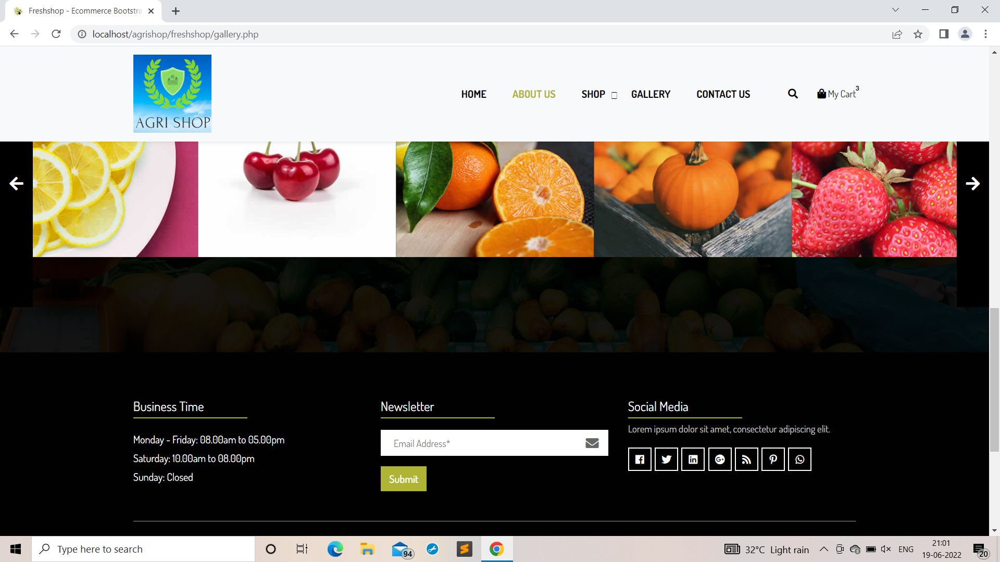 Freshshop - Ecommerce Bootstra
localhost/agrishop/freshshop/gallery.php
AGRI SHOP
HOME
ABOUT US
SHOP
GALLERY
CONTACT US
My Cart
3
Business Time
Monday - Friday: 08.00am to 05.00pm
Saturday: 10.00am to 08.00pm
Sunday: Closed
Newsletter
Email Address*
Submit
Social Media
Lorem ipsum dolor sit amet, consectetur adipiscing elit.
Type here to search
94
32°C Light rain
ENG
21:01
19-06-2022
20